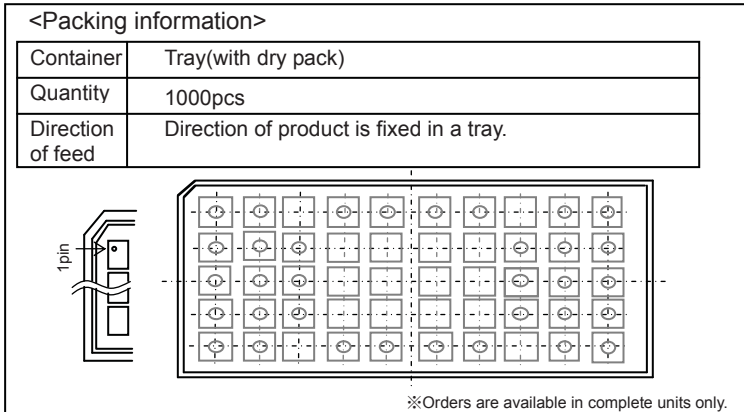 <Packing information>
Container Tray(with dry pack)
Quantity 1000pcs
Direction of feed Direction of product is fixed in a tray.
1pin
※Orders are available in complete units only.